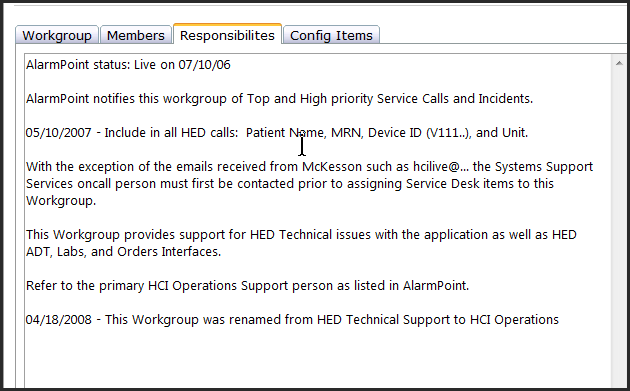 Workgroup Members Responsibilites Config Items
AlarmPoint status: Live on 07/10/06
AlarmPoint notifies this workgroup of Top and High priority Service Calls and Incidents.
05/10/2007 - Include in all HED calls:  Patient Name, MRN, Device ID (V111..), and Unit.
With the exception of the emails received from McKesson such as hcilive@... the Systems Support
Services oncall person must first be contacted prior to assigning Service Desk items to this
Workgroup.
This Workgroup provides support for HED Technical issues with the application as well as HED
ADT, Labs, and Orders Interfaces.
Refer to the primary HCI Operations Support person as listed in AlarmPoint.
04/18/2008 - This Workgroup was renamed from HED Technical Support to HCI Operations